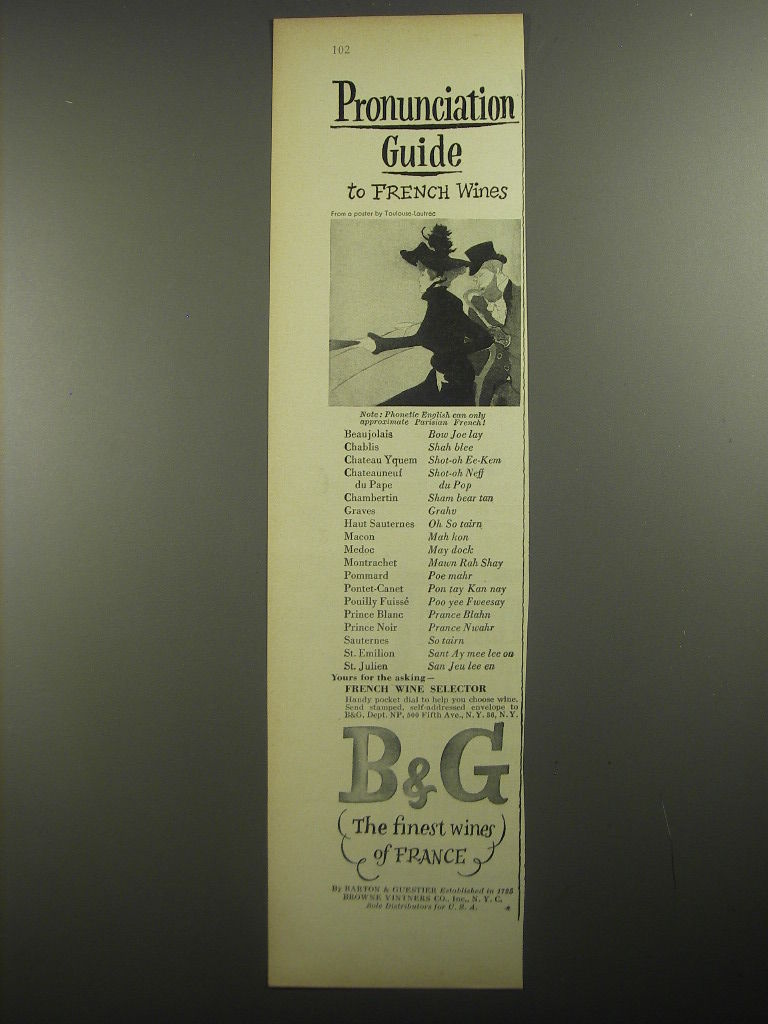 102
Pronunciation
Guide
to FRENCH Wines
From a poster by Toulouse-Lautrec
Note: Phonetic English can only
approximate Parisian French!
Beaujolais Bow Joe lay
Chablis Shah blee
Chateau Yquem Shot-oh Ee-Kem
Chateauneuf Shot-oh Neff
du Pape du Pop
Chambertin Sham bear tan
Graves Grahv
Haut Sauternes Oh So tairn
Macon Mah kon
Medoc May dock
Montrachet Mawn Rah Shay
Pommard Poe mahr
Pontet-Canet Pon tay Kan nay
Pouilly Fuissé Poo yee Fweesay
Prince Blanc Prance Blahn
Prince Noir Prance Nwahr
Sauternes So tairn
St. Emilion Sant Ay mee lee on
St. Julien San Jeu lee en
Yours for the asking—
FRENCH WINE SELECTOR
Handy pocket dial to help you choose wine.
Send stamped, self-addressed envelope to
B&G, Dept. NP, 500 Fifth Ave., N. Y. 36, N. Y.
B&G
(The finest wines)
of FRANCE
By BARTON & GUESTIER Established in 1725
BROWNE VINTNERS CO., Inc., N. Y. C.
Sole Distributors for U. S. A.